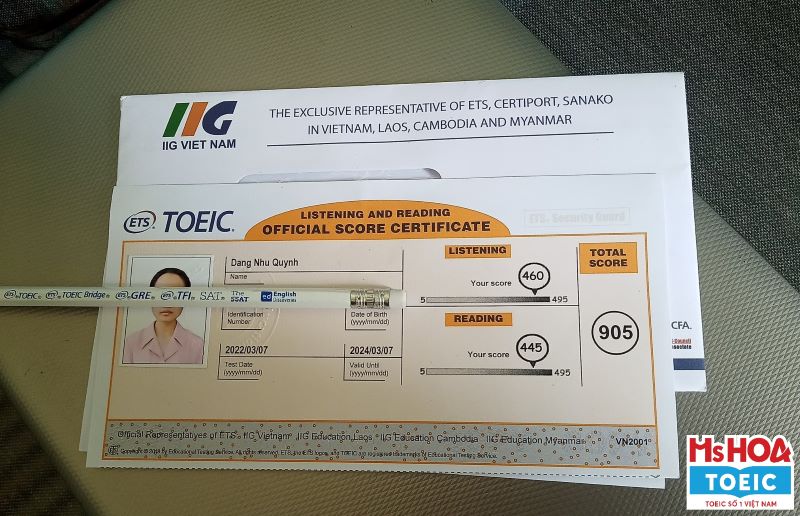 IIG VIET NAM
THE EXCLUSIVE REPRESENTATIVE OF ETS, CERTIPORT, SANAKO
IN VIETNAM, LAOS, CAMBODIA AND MYANMAR
ETS TOEIC
LISTENING AND READING
OFFICIAL SCORE CERTIFICATE
ETS Security Guard
Dang Nhu Quynh
Name
ETS TOEIC ETS TOEIC Bridge ETS GRE ETS TFI SAT The SSAT ed English Discoveries
Identification Number
Date of Birth (yyyy/mm/dd)
2022/03/07
Test Date (yyyy/mm/dd)
2024/03/07
Valid Until (yyyy/mm/dd)
LISTENING
Your score 460
5 495
READING
Your score 445
5 495
TOTAL SCORE
905
CFA.
Official Representatives of ETS IIG Vietnam IIG Education Laos IIG Education Cambodia IIG Education Myanmar VN2001
MSHOA
TOEIC
TOEIC SỐ 1 VIỆT NAM